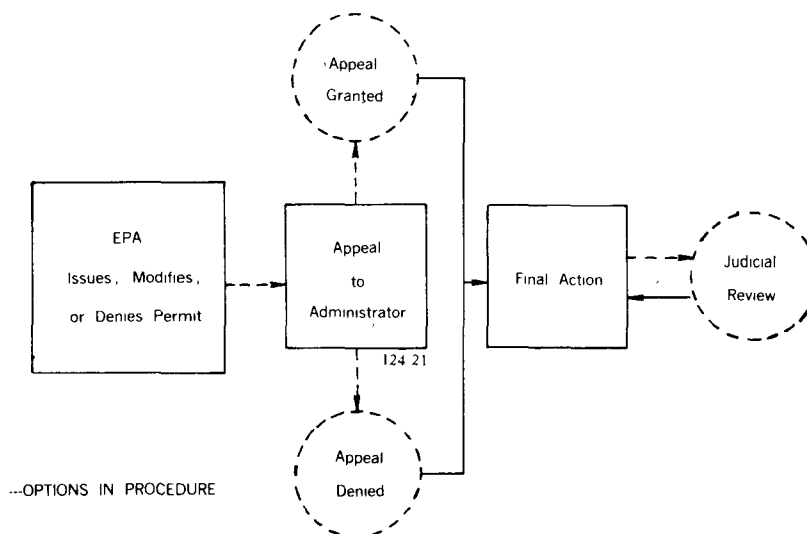 Appeal
Granted
EPA
Issues, Modifies,
or Denies Permit
Appeal
to
Administrator
124 21
Final Action
Judicial
Review
Appeal
Denied
---OPTIONS IN PROCEDURE